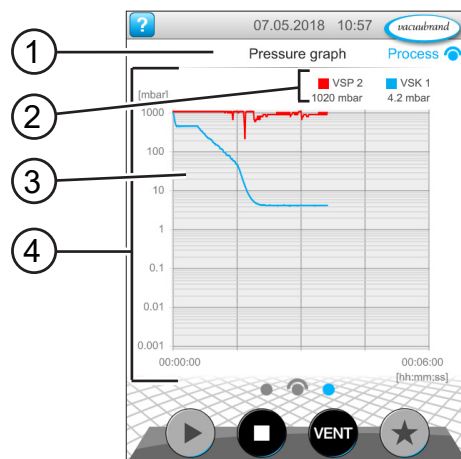 ? 07.05.2018 10:57 vacuubrand
1 Pressure graph Process
2 VSP 2 VSK 1
1020 mbar 4.2 mbar
[mbar]
1000
100
3
10
4
1
0.1
0.01
0.001
00:00:00 00:06:00
[hh:mm:ss]
VENT